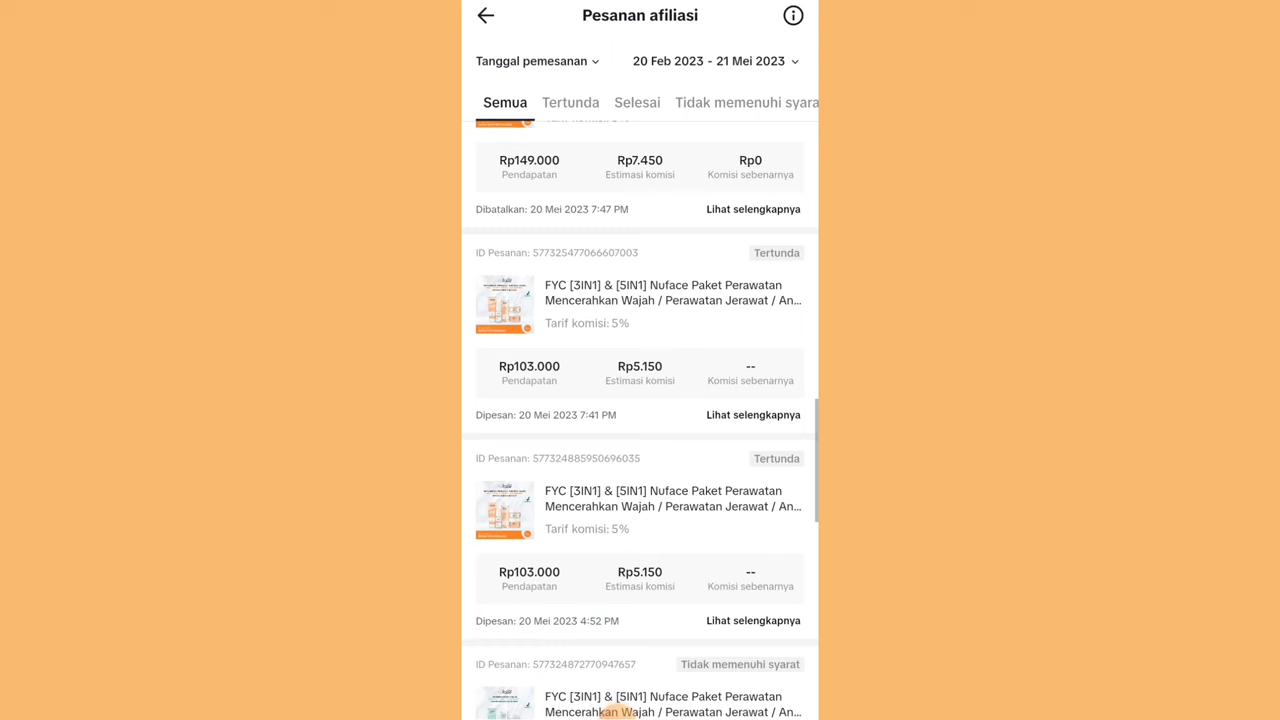 Pesanan afiliasi
Tanggal pemesanan
20 Feb 2023 - 21 Mei 2023
Semua Tertunda Selesai Tidak memenuhi syara
Rp149.000 Rp7.450 Rp0
Pendapatan Estimasi komisi Komisi sebenarnya
Dibatalkan: 20 Mei 2023 7:47 PM Lihat selengkapnya
ID Pesanan: 577325477066607003 Tertunda
FYC [3IN1] & [5IN1] Nuface Paket Perawatan
Mencerahkan Wajah / Perawatan Jerawat / An...
Tarif komisi: 5%
Rp103.000 Rp5.150 --
Pendapatan Estimasi komisi Komisi sebenarnya
Dipesan: 20 Mei 2023 7:41 PM Lihat selengkapnya
ID Pesanan: 577324885950696035 Tertunda
FYC [3IN1] & [5IN1] Nuface Paket Perawatan
Mencerahkan Wajah / Perawatan Jerawat / An...
Tarif komisi: 5%
Rp103.000 Rp5.150 --
Pendapatan Estimasi komisi Komisi sebenarnya
Dipesan: 20 Mei 2023 4:52 PM Lihat selengkapnya
ID Pesanan: 577324872770947657 Tidak memenuhi syarat
FYC [3IN1] & [5IN1] Nuface Paket Perawatan
Mencerahkan Wajah / Perawatan Jerawat / An...